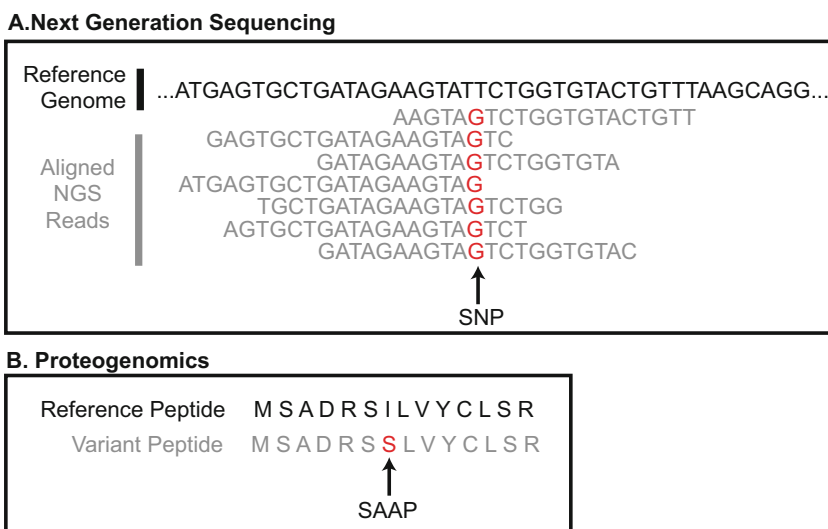 A.Next Generation Sequencing
Reference
Genome
...ATGAGTGCTGATAGAAGTATTCTGGTGTACTGTTTAAGCAGG...
AAGTAGTCTGGTGTACTGTT
GAGTGCTGATAGAAGTAGTC
GATAGAAGTAGTCTGGTGTA
Aligned
NGS
Reads
ATGAGTGCTGATAGAAGTAG
TGCTGATAGAAGTAGTCTGG
AGTGCTGATAGAAGTAGTCT
GATAGAAGTAGTCTGGTGTAC
SNP
B. Proteogenomics
Reference Peptide M S A D R S I L V Y C L S R
Variant Peptide M S A D R S S L V Y C L S R
SAAP